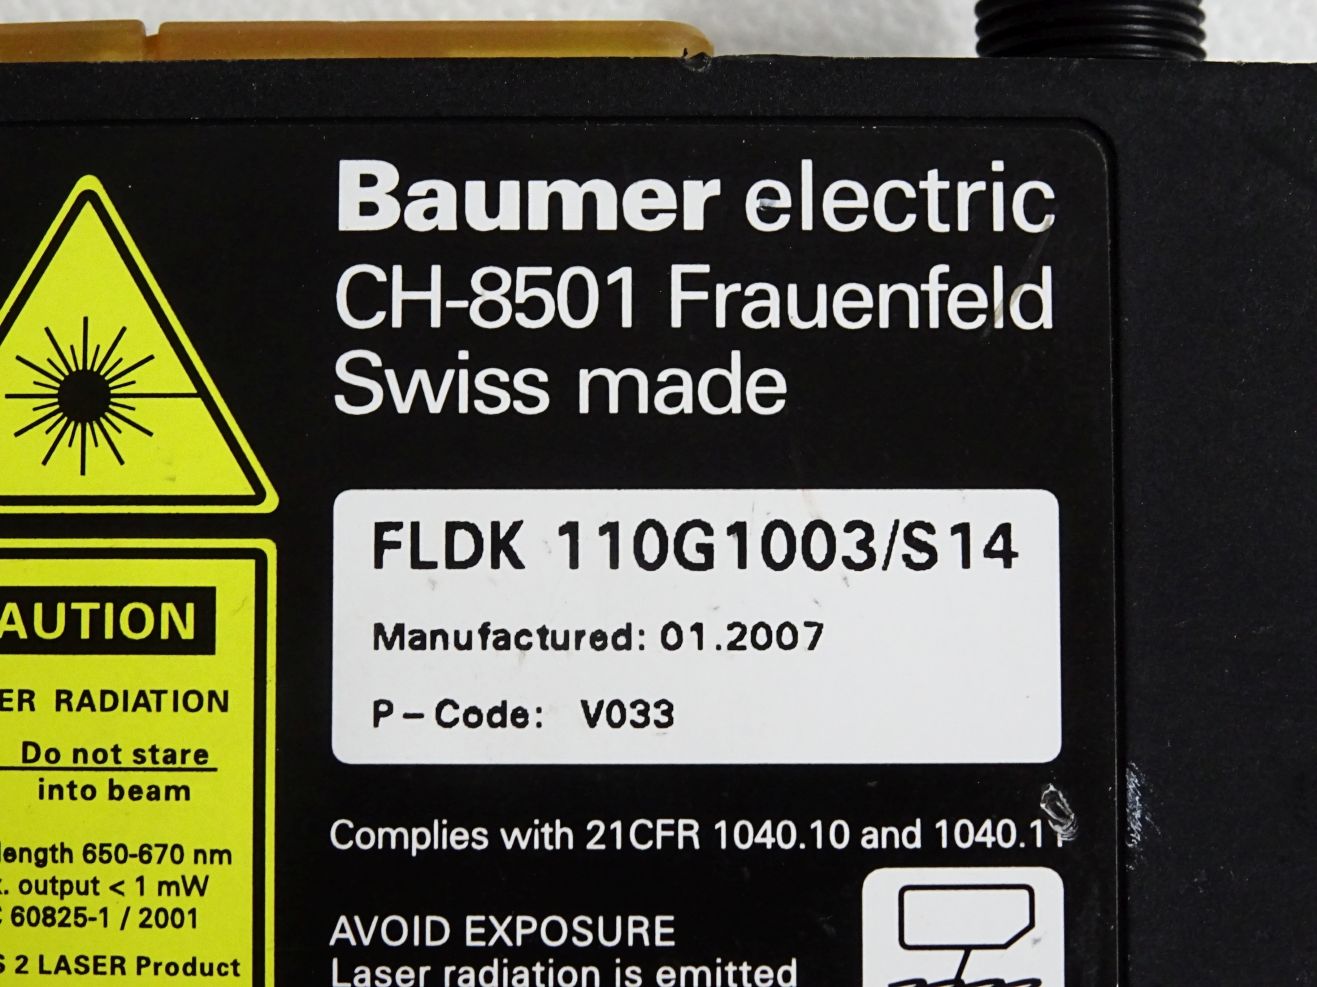 Baumer electric
CH-8501 Frauenfeld
Swiss made
FLDK 110G1003/S14
Manufactured: 01.2007
P-Code: V033
Complies with 21CFR 1040.10 and 1040.11
AVOID EXPOSURE
Laser radiation is emitted
AUTION
ER RADIATION
Do not stare
into beam
length 650-670 nm
. output < 1 mW
60825-1 / 2001
S 2 LASER Product